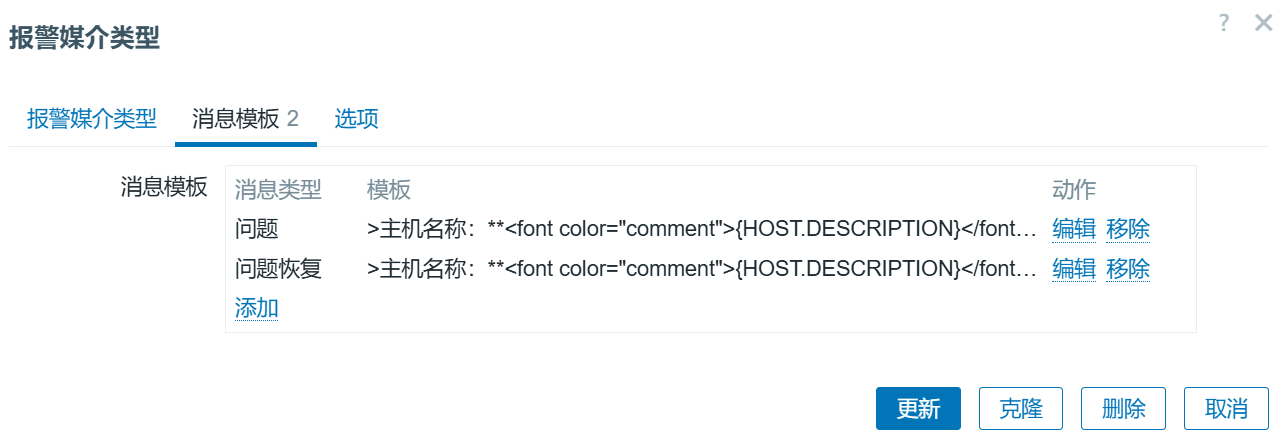 报警媒介类型
?
报警媒介类型 消息模板 2 选项
消息模板
消息类型 模板 动作
问题 >主机名称：**<font color="comment">{HOST.DESCRIPTION}</font… 编辑 移除
问题恢复 >主机名称：**<font color="comment">{HOST.DESCRIPTION}</font… 编辑 移除
添加
更新 克隆 删除 取消